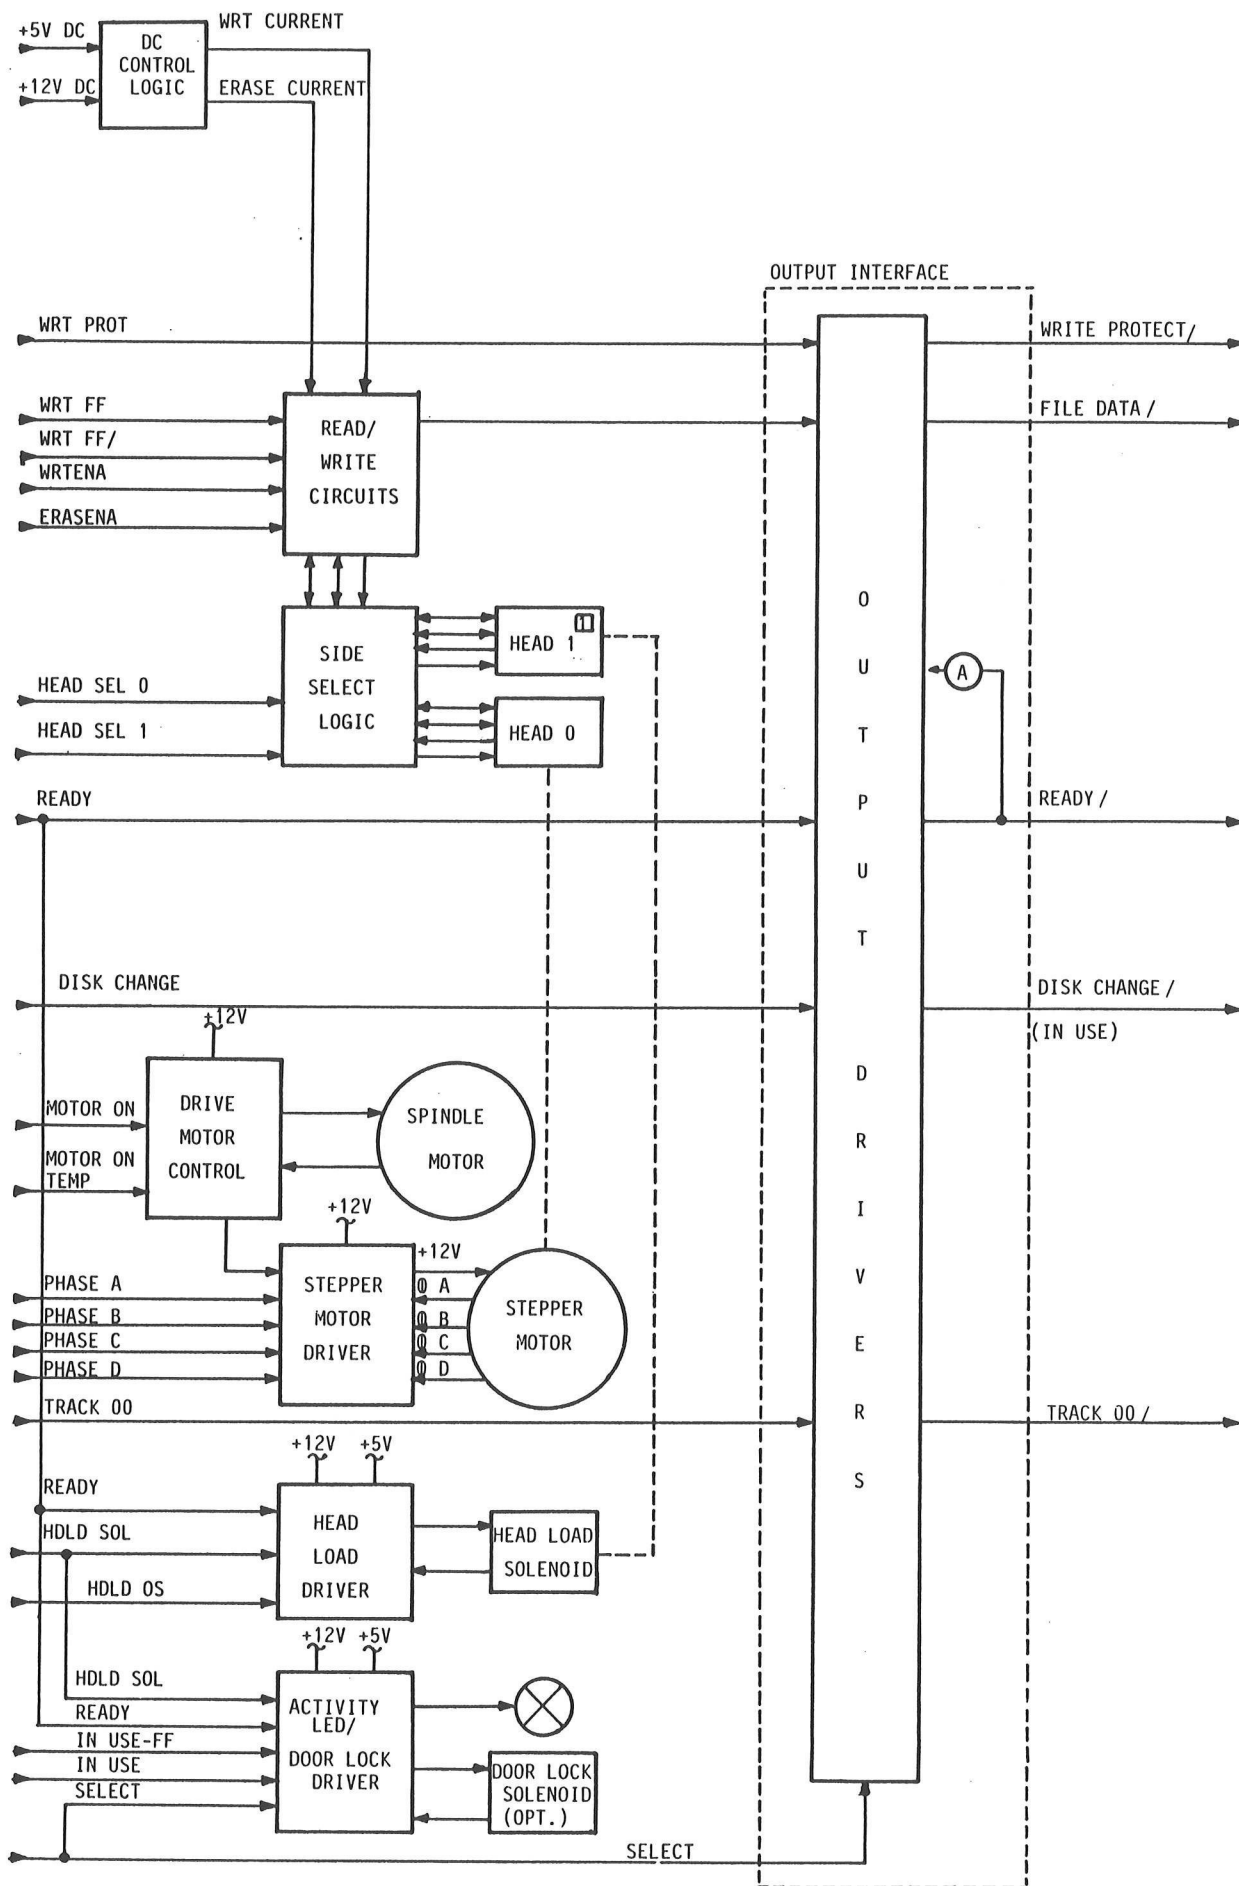 WRT CURRENT
+5V DC
DC
CONTROL
LOGIC
+12V DC
ERASE CURRENT
OUTPUT INTERFACE
WRT PROT
WRITE PROTECT/
WRT FF
WRT FF/
WRTENA
ERASENA
READ/
WRITE
CIRCUITS
FILE DATA/
SIDE
SELECT
LOGIC
HEAD 1
1
HEAD 0
HEAD SEL 0
HEAD SEL 1
A
READY
READY/
DISK CHANGE
DISK CHANGE/
(IN USE)
+12V
DRIVE
MOTOR
CONTROL
SPINDLE
MOTOR
MOTOR ON
MOTOR ON
TEMP
+12V
STEPPER
MOTOR
DRIVER
+12V
Ø A
Ø B
Ø C
Ø D
STEPPER
MOTOR
PHASE A
PHASE B
PHASE C
PHASE D
TRACK 00
TRACK 00/
+12V +5V
READY
HDLD SOL
HDLD OS
HEAD
LOAD
DRIVER
HEAD LOAD
SOLENOID
+12V +5V
HDLD SOL
READY
IN USE-FF
IN USE
SELECT
ACTIVITY
LED/
DOOR LOCK
DRIVER
DOOR LOCK
SOLENOID
(OPT.)
SELECT
OUTPUT DRIVERS